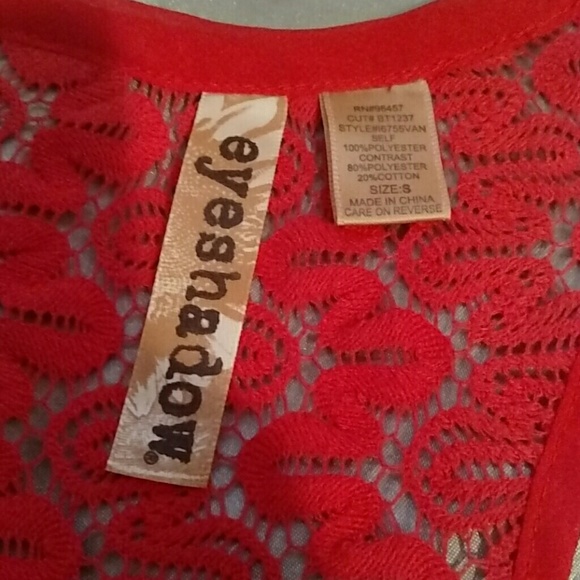 eyeshadow®
RN#96457
CUT# BT1237
STYLE#6755VAN
SELF
100%POLYESTER
CONTRAST
80%POLYESTER
20%COTTON
SIZE:S
MADE IN CHINA
CARE ON REVERSE